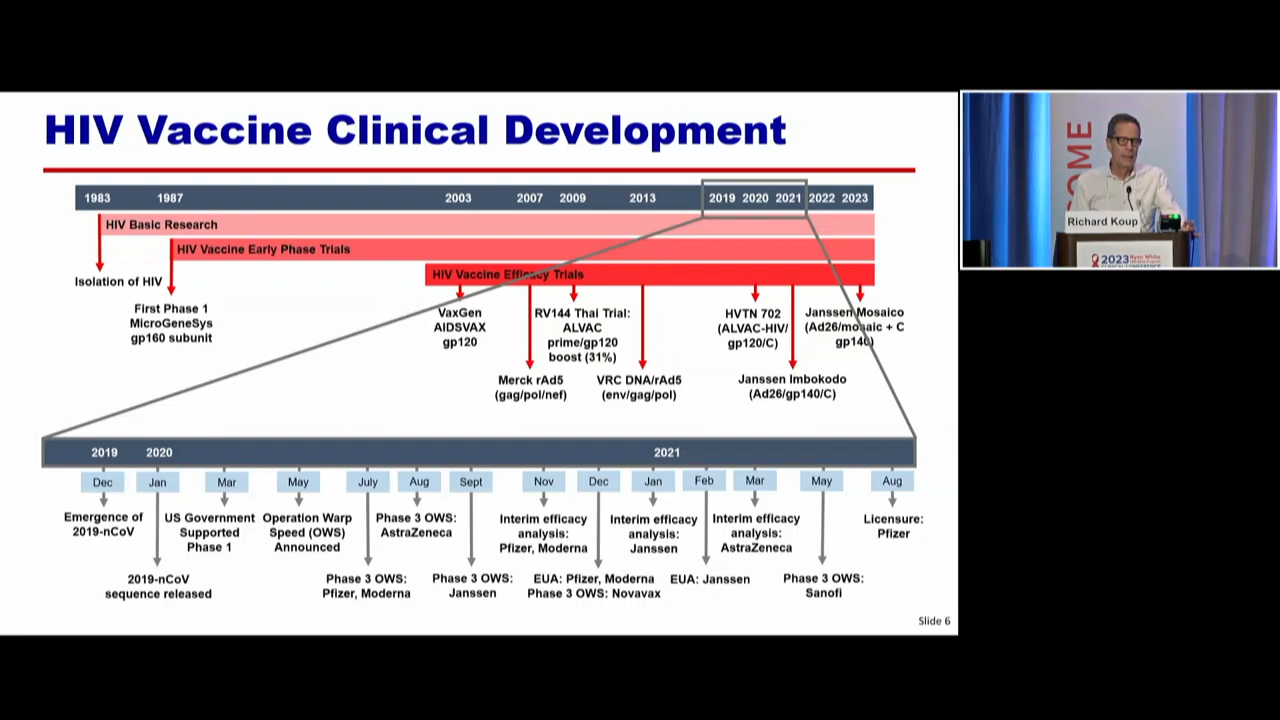 HIV Vaccine Clinical Development
1983 1987 2003 2007 2009 2013 2019 2020 2021 2022 2023
HIV Basic Research
HIV Vaccine Early Phase Trials
HIV Vaccine Efficacy Trials
Isolation of HIV
First Phase 1
MicroGeneSys
gp160 subunit
VaxGen
AIDSVAX
gp120
Merck rAd5
(gag/pol/nef)
RV144 Thai Trial:
ALVAC
prime/gp120
boost (31%)
VRC DNA/rAd5
(env/gag/pol)
HVTN 702
(ALVAC-HIV/
gp120/C)
Janssen Imbokodo
(Ad26/gp140/C)
Janssen Mosaico
(Ad26/mosaic + C
gp140)
2019 2020 2021
Dec Jan Mar May July Aug Sept Nov Dec Jan Feb Mar May Aug
Emergence of
2019-nCoV
2019-nCoV
sequence released
US Government
Supported
Phase 1
Operation Warp
Speed (OWS)
Announced
Phase 3 OWS:
Pfizer, Moderna
Phase 3 OWS:
AstraZeneca
Phase 3 OWS:
Janssen
Interim efficacy
analysis:
Pfizer, Moderna
EUA: Pfizer, Moderna
Phase 3 OWS: Novavax
Interim efficacy
analysis:
Janssen
EUA: Janssen
Interim efficacy
analysis:
AstraZeneca
Phase 3 OWS:
Sanofi
Licensure:
Pfizer
Slide 6
OME
Richard Koup
2023 Ryan White
CLINICAL CONFERENCE